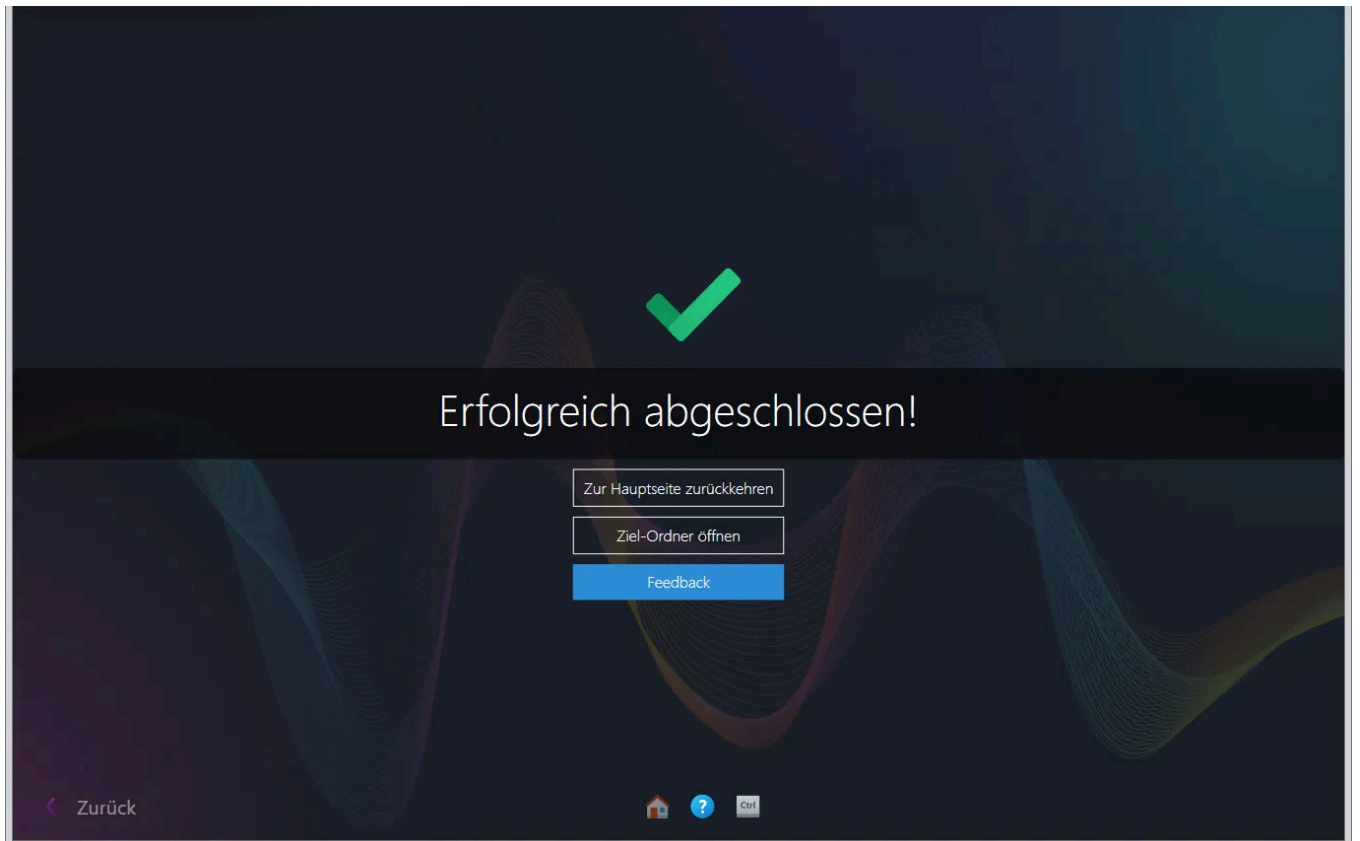 Erfolgreich abgeschlossen!
Zur Hauptseite zurückkehren
Ziel-Ordner öffnen
Feedback
Zurück
?
Ctrl